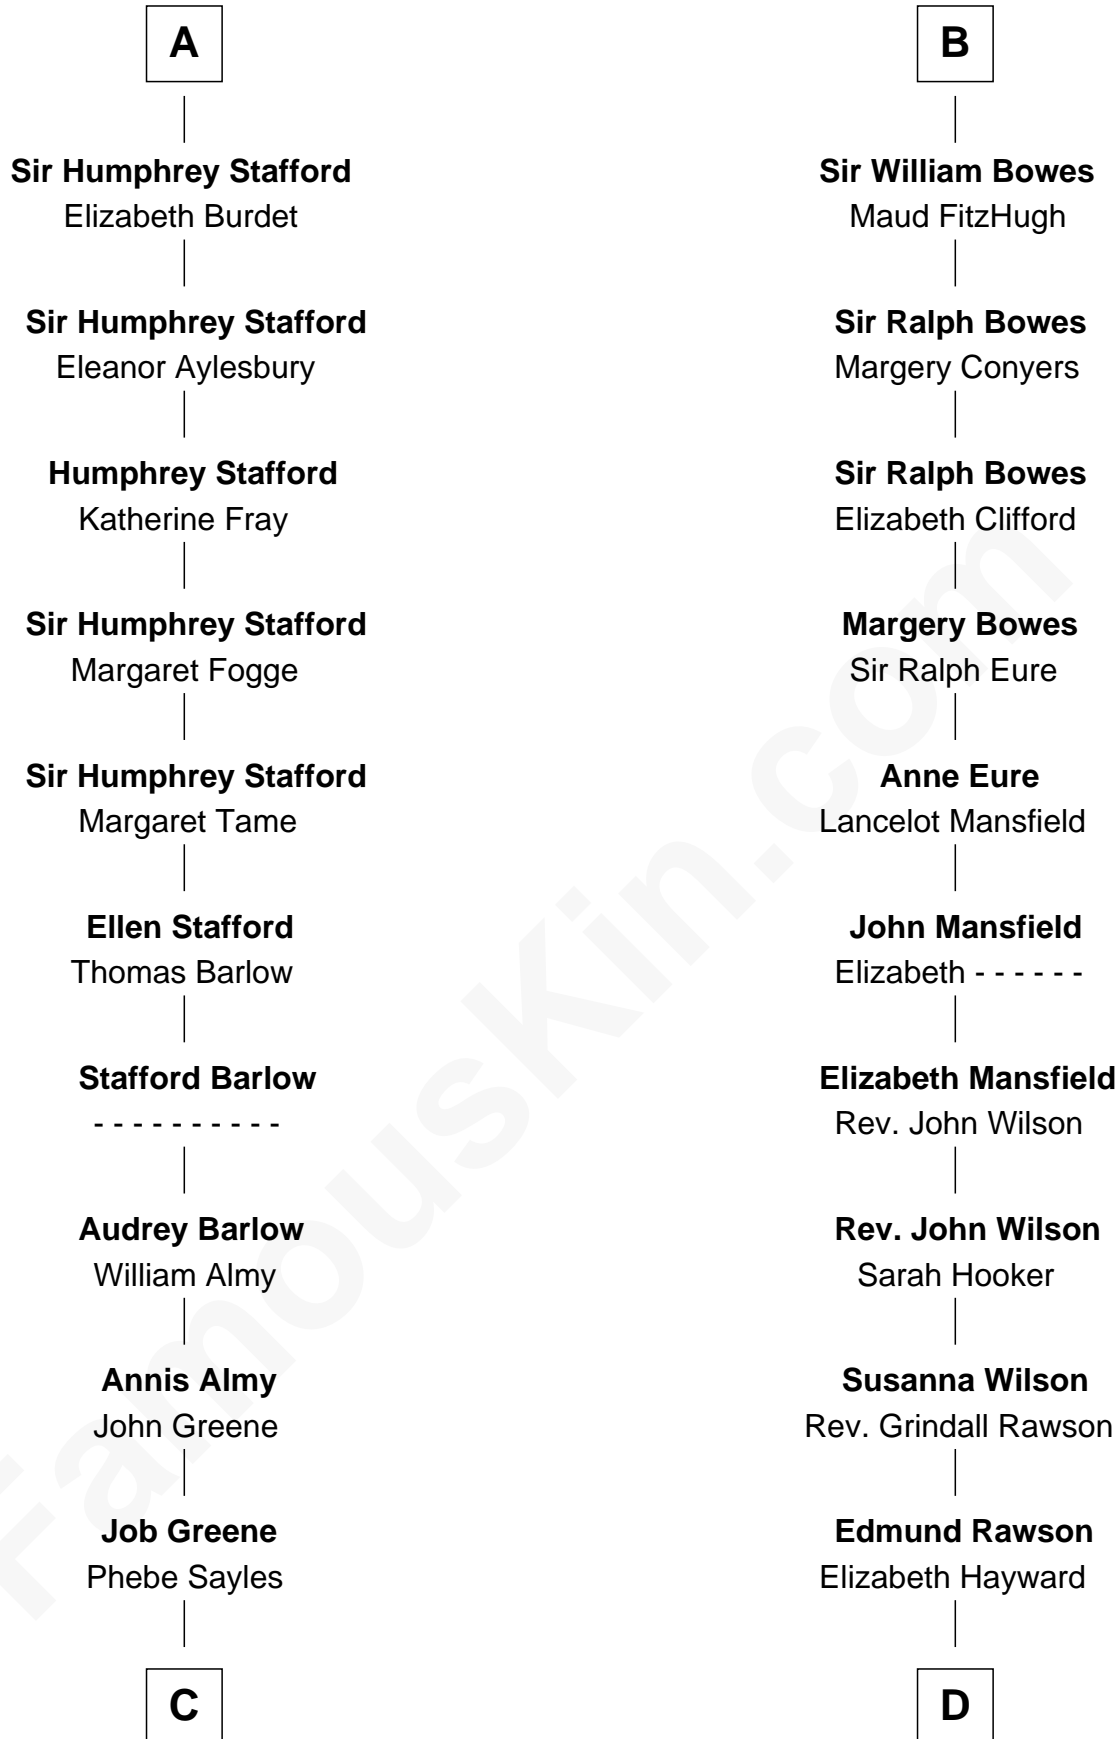 A
Sir Humphrey Stafford
Elizabeth Burdet
Sir Humphrey Stafford
Eleanor Aylesbury
Humphrey Stafford
Katherine Fray
Sir Humphrey Stafford
Margaret Fogge
Sir Humphrey Stafford
Margaret Tame
Ellen Stafford
Thomas Barlow
Stafford Barlow
- - - - - - - - - -
Audrey Barlow
William Almy
Annis Almy
John Greene
Job Greene
Phebe Sayles
C
B
Sir William Bowes
Maud FitzHugh
Sir Ralph Bowes
Margery Conyers
Sir Ralph Bowes
Elizabeth Clifford
Margery Bowes
Sir Ralph Eure
Anne Eure
Lancelot Mansfield
John Mansfield
Elizabeth - - - - - -
Elizabeth Mansfield
Rev. John Wilson
Rev. John Wilson
Sarah Hooker
Susanna Wilson
Rev. Grindall Rawson
Edmund Rawson
Elizabeth Hayward
D
FamousKin.com